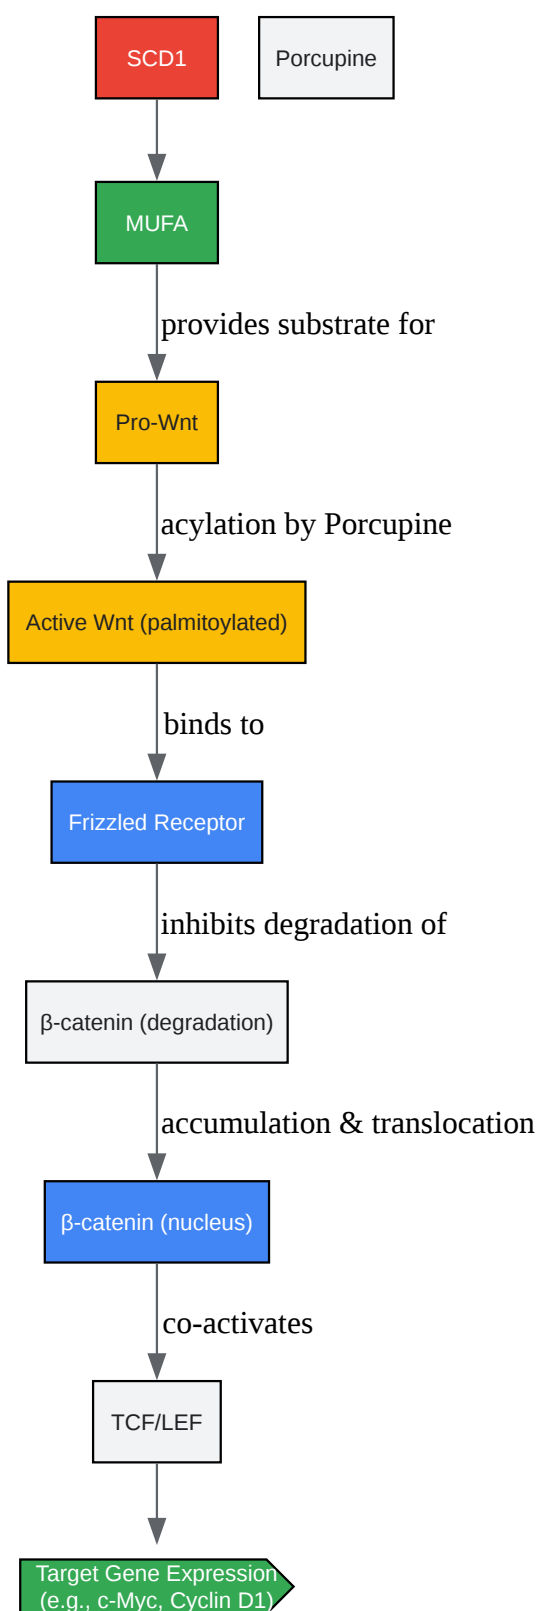 SCD1
Porcupine
MUFA
provides substrate for
Pro-Wnt
acylation by Porcupine
Active Wnt (palmitoylated)
binds to
Frizzled Receptor
inhibits degradation of
β-catenin (degradation)
accumulation & translocation
β-catenin (nucleus)
co-activates
TCF/LEF
Target Gene Expression
(e.g., c-Myc, Cyclin D1)